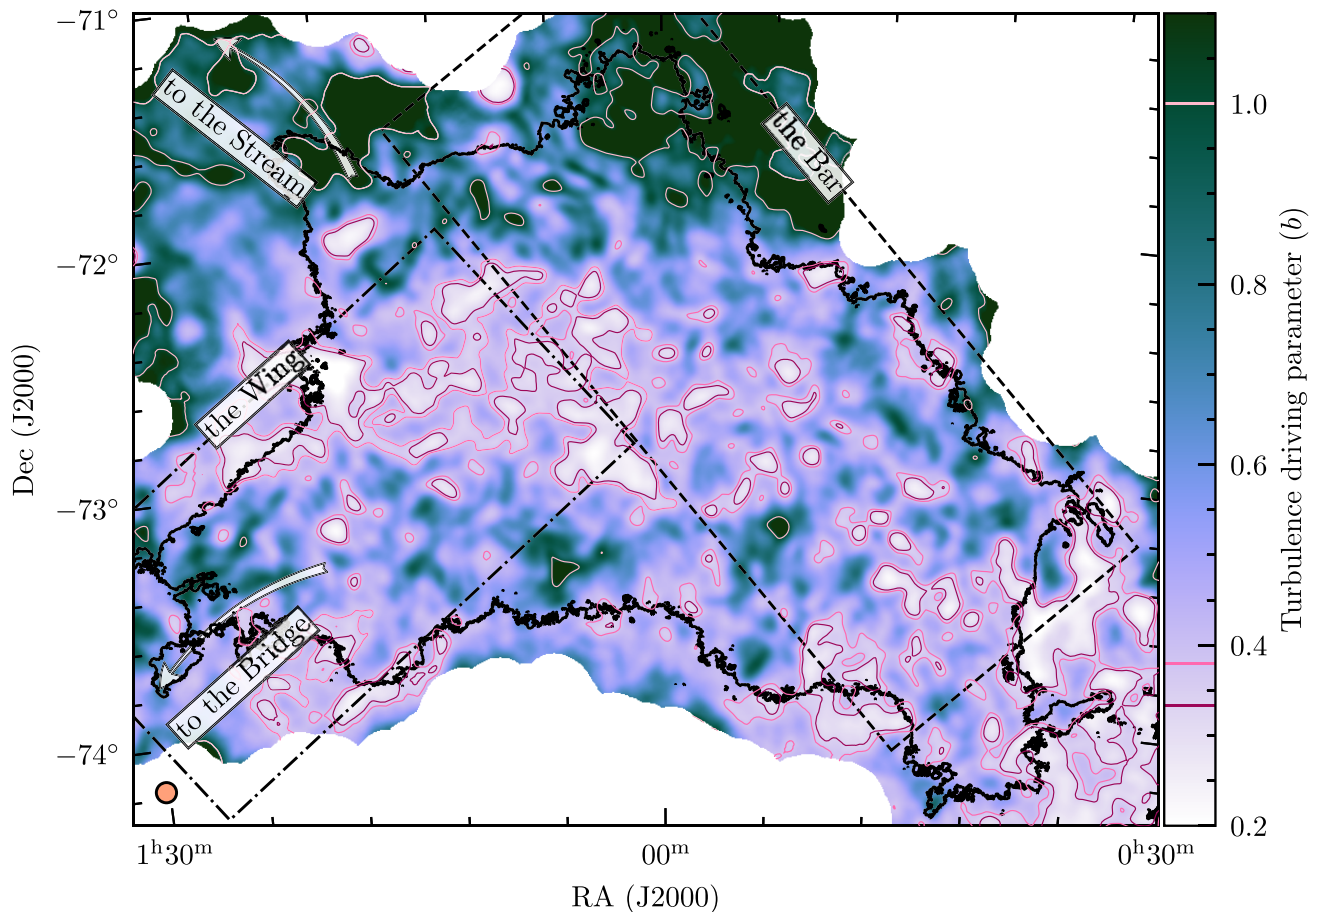 −71°
−72°
−73°
−74°
Dec (J2000)
to the Stream
the Bar
the Wing
to the Bridge
1ʰ30ᵐ
00ᵐ
0ʰ30ᵐ
RA (J2000)
1.0
0.8
0.6
0.4
0.2
Turbulence driving parameter (b)